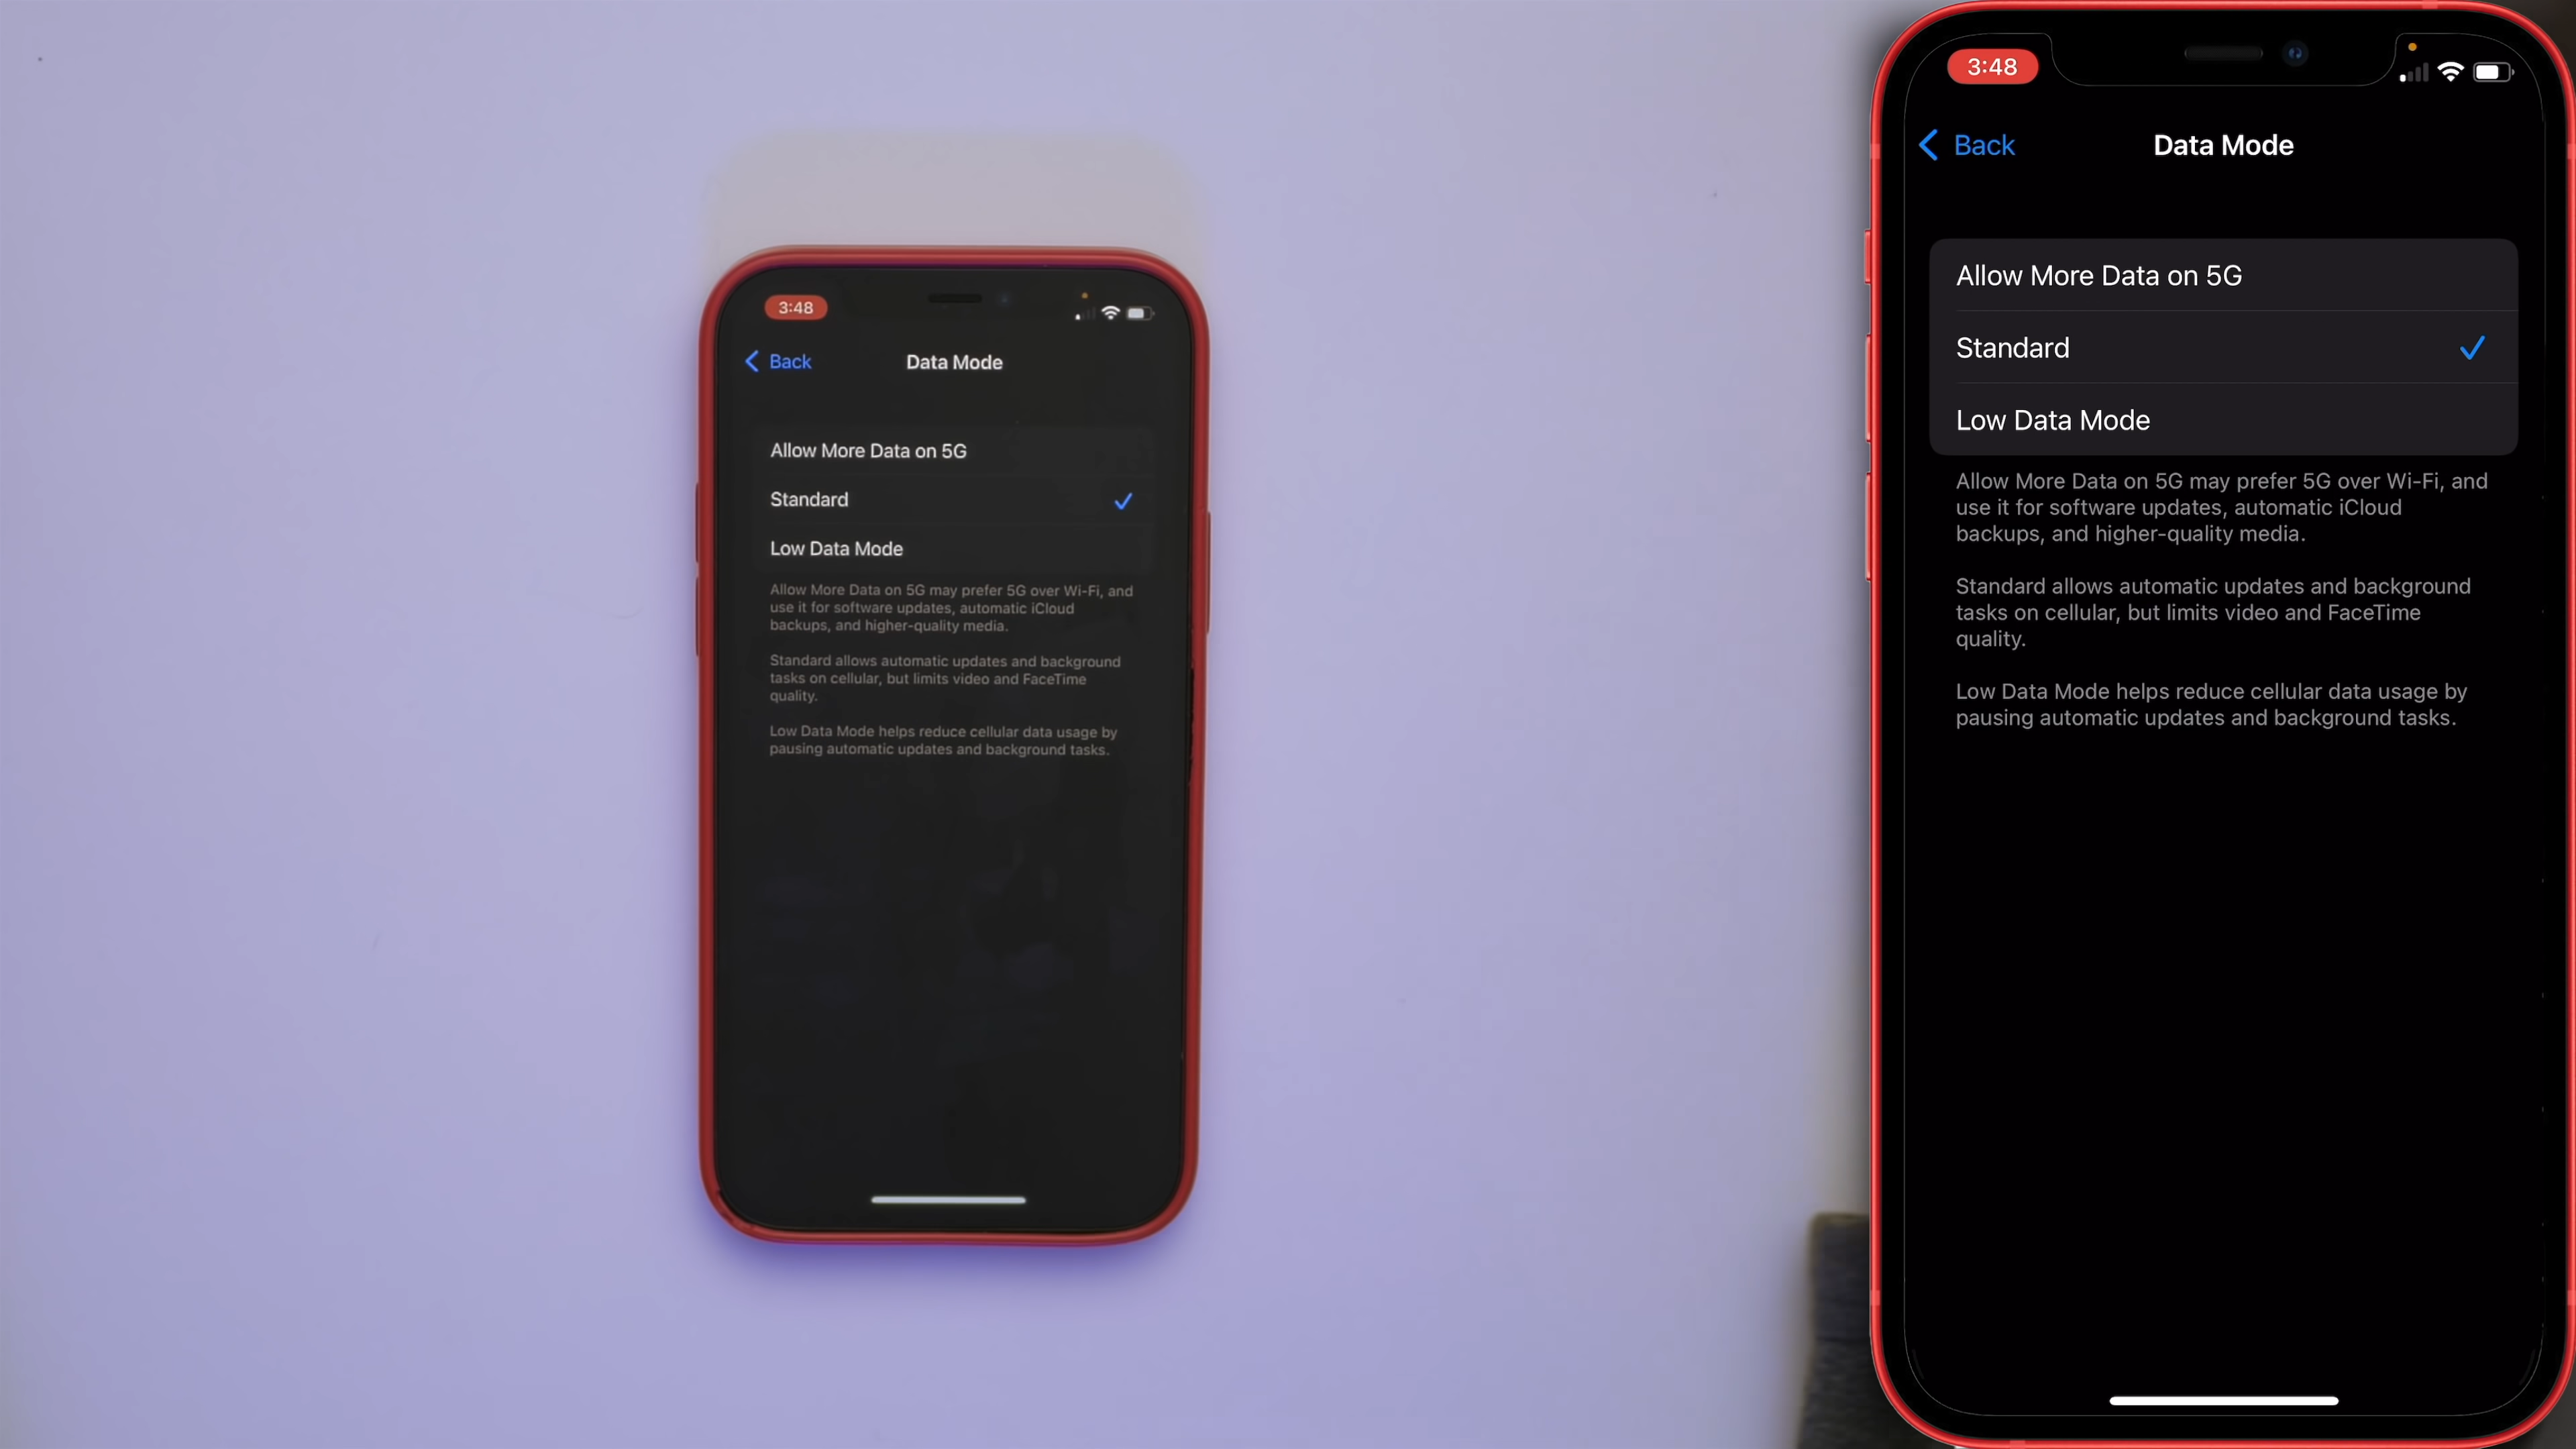 3:48
Back
Data Mode
Allow More Data on 5G
Standard
Low Data Mode
Allow More Data on 5G may prefer 5G over Wi-Fi, and
use it for software updates, automatic iCloud
backups, and higher-quality media.
Standard allows automatic updates and background
tasks on cellular, but limits video and FaceTime
quality.
Low Data Mode helps reduce cellular data usage by
pausing automatic updates and background tasks.
3:48
Back
Data Mode
Allow More Data on 5G
Standard
Low Data Mode
Allow More Data on 5G may prefer 5G over Wi-Fi, and
use it for software updates, automatic iCloud
backups, and higher-quality media.
Standard allows automatic updates and background
tasks on cellular, but limits video and FaceTime
quality.
Low Data Mode helps reduce cellular data usage by
pausing automatic updates and background tasks.